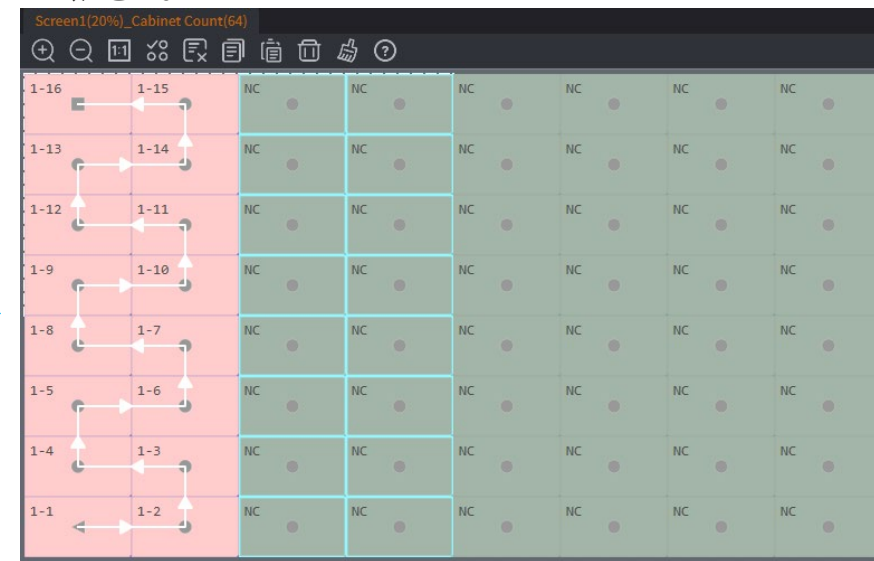 Screen1(20%)_Cabinet Count(64)
1:1
1-16 1-15 NC NC NC NC NC NC
1-13 1-14 NC NC NC NC NC NC
1-12 1-11 NC NC NC NC NC NC
1-9 1-10 NC NC NC NC NC NC
1-8 1-7 NC NC NC NC NC NC
1-5 1-6 NC NC NC NC NC NC
1-4 1-3 NC NC NC NC NC NC
1-1 1-2 NC NC NC NC NC NC